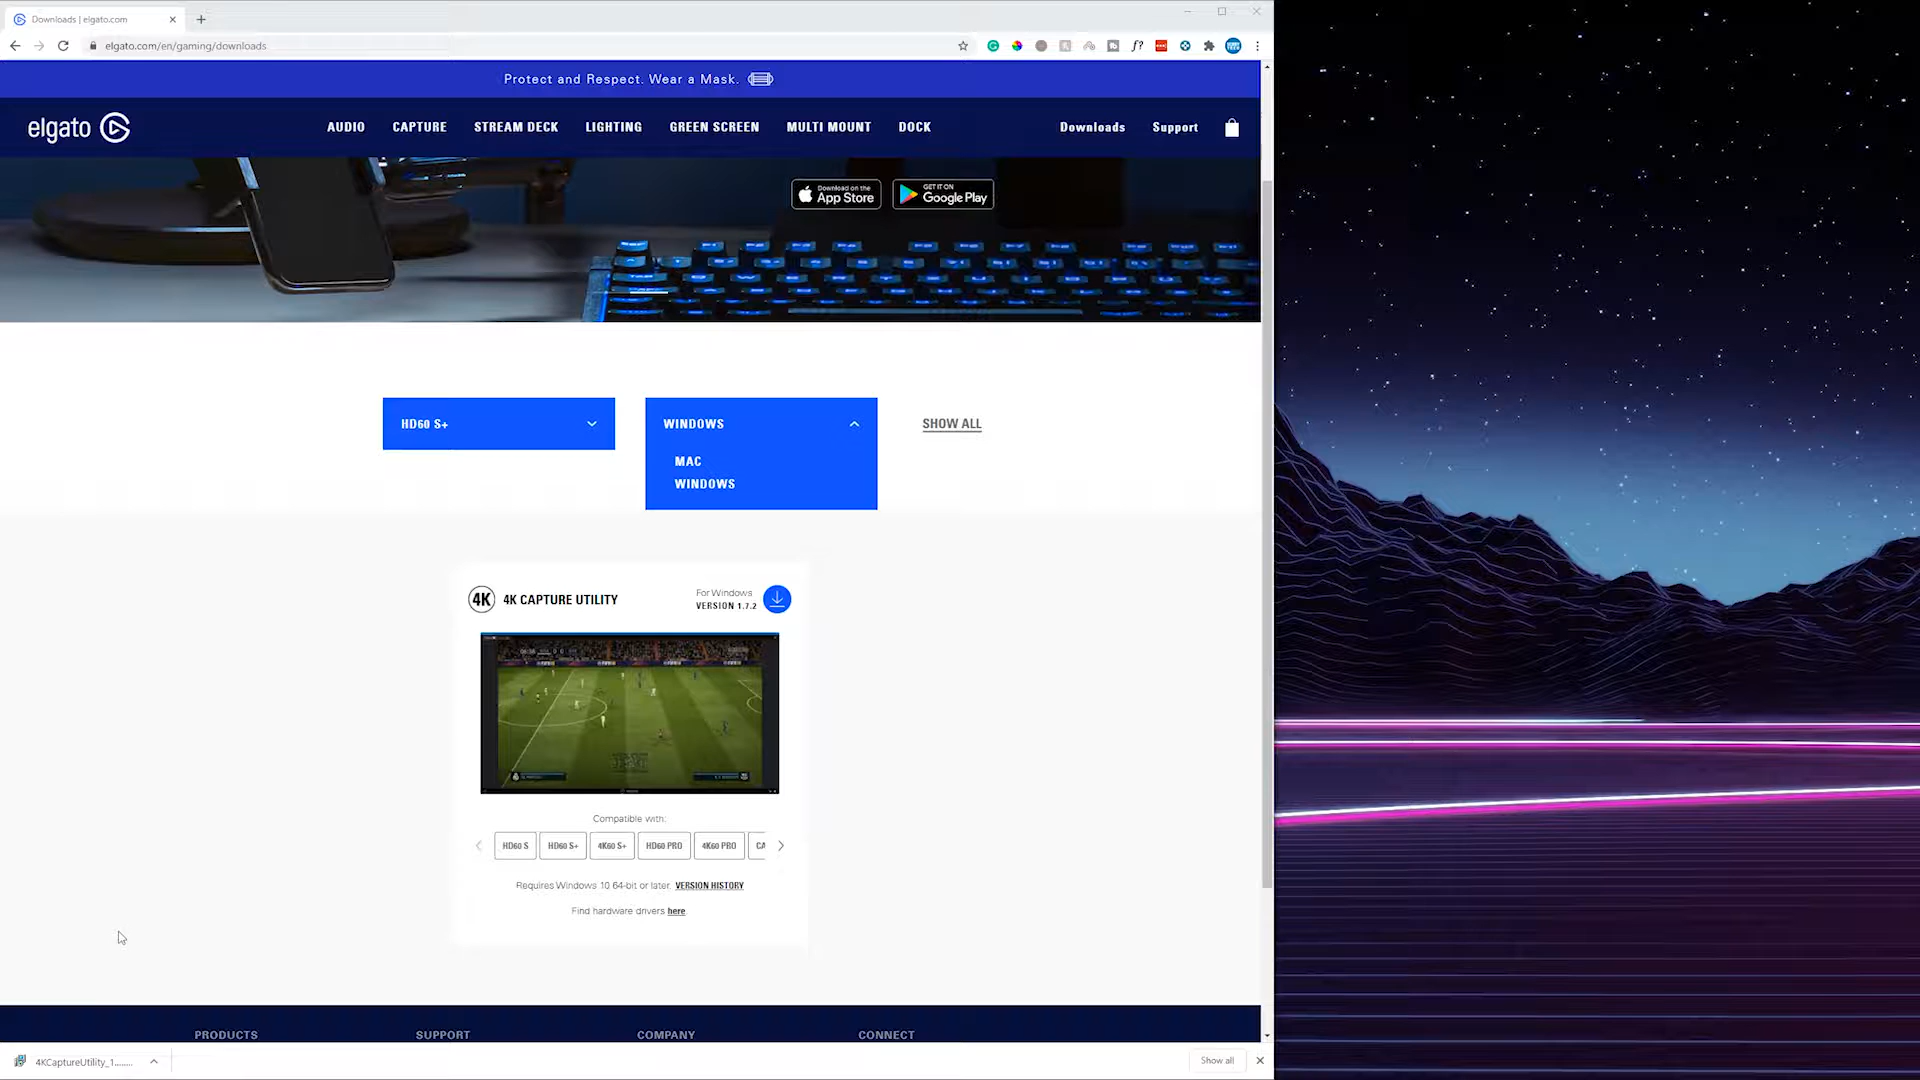 Downloads | elgato.com
elgato.com/en/gaming/downloads
f?
Protect and Respect. Wear a Mask.
elgato
AUDIO
CAPTURE
STREAM DECK
LIGHTING
GREEN SCREEN
MULTI MOUNT
DOCK
Downloads
Support
Download on the
App Store
GET IT ON
Google Play
HD60 S+
WINDOWS
MAC
WINDOWS
SHOW ALL
4K
4K CAPTURE UTILITY
For Windows
VERSION 1.7.2
Compatible with:
HD60 S
HD60 S+
4K60 S+
HD60 PRO
4K60 PRO
CA
Requires Windows 10 64-bit or later. VERSION HISTORY
Find hardware drivers here
PRODUCTS
SUPPORT
COMPANY
CONNECT
4KCaptureUtility_1........
Show all